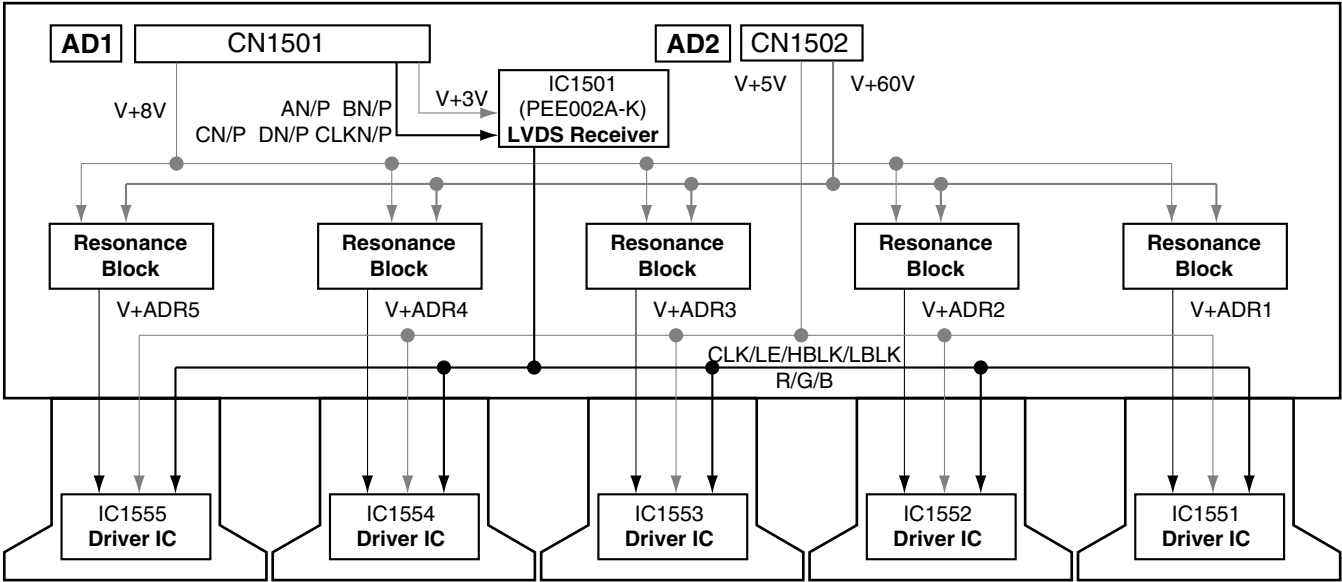 AD1
CN1501
AD2
CN1502
V+8V
AN/P BN/P
CN/P DN/P CLKN/P
V+3V
IC1501
(PEE002A-K)
LVDS Receiver
V+5V
V+60V
Resonance
Block
Resonance
Block
Resonance
Block
Resonance
Block
Resonance
Block
V+ADR5
V+ADR4
V+ADR3
V+ADR2
V+ADR1
CLK/LE/HBLK/LBLK
R/G/B
IC1555
Driver IC
IC1554
Driver IC
IC1553
Driver IC
IC1552
Driver IC
IC1551
Driver IC